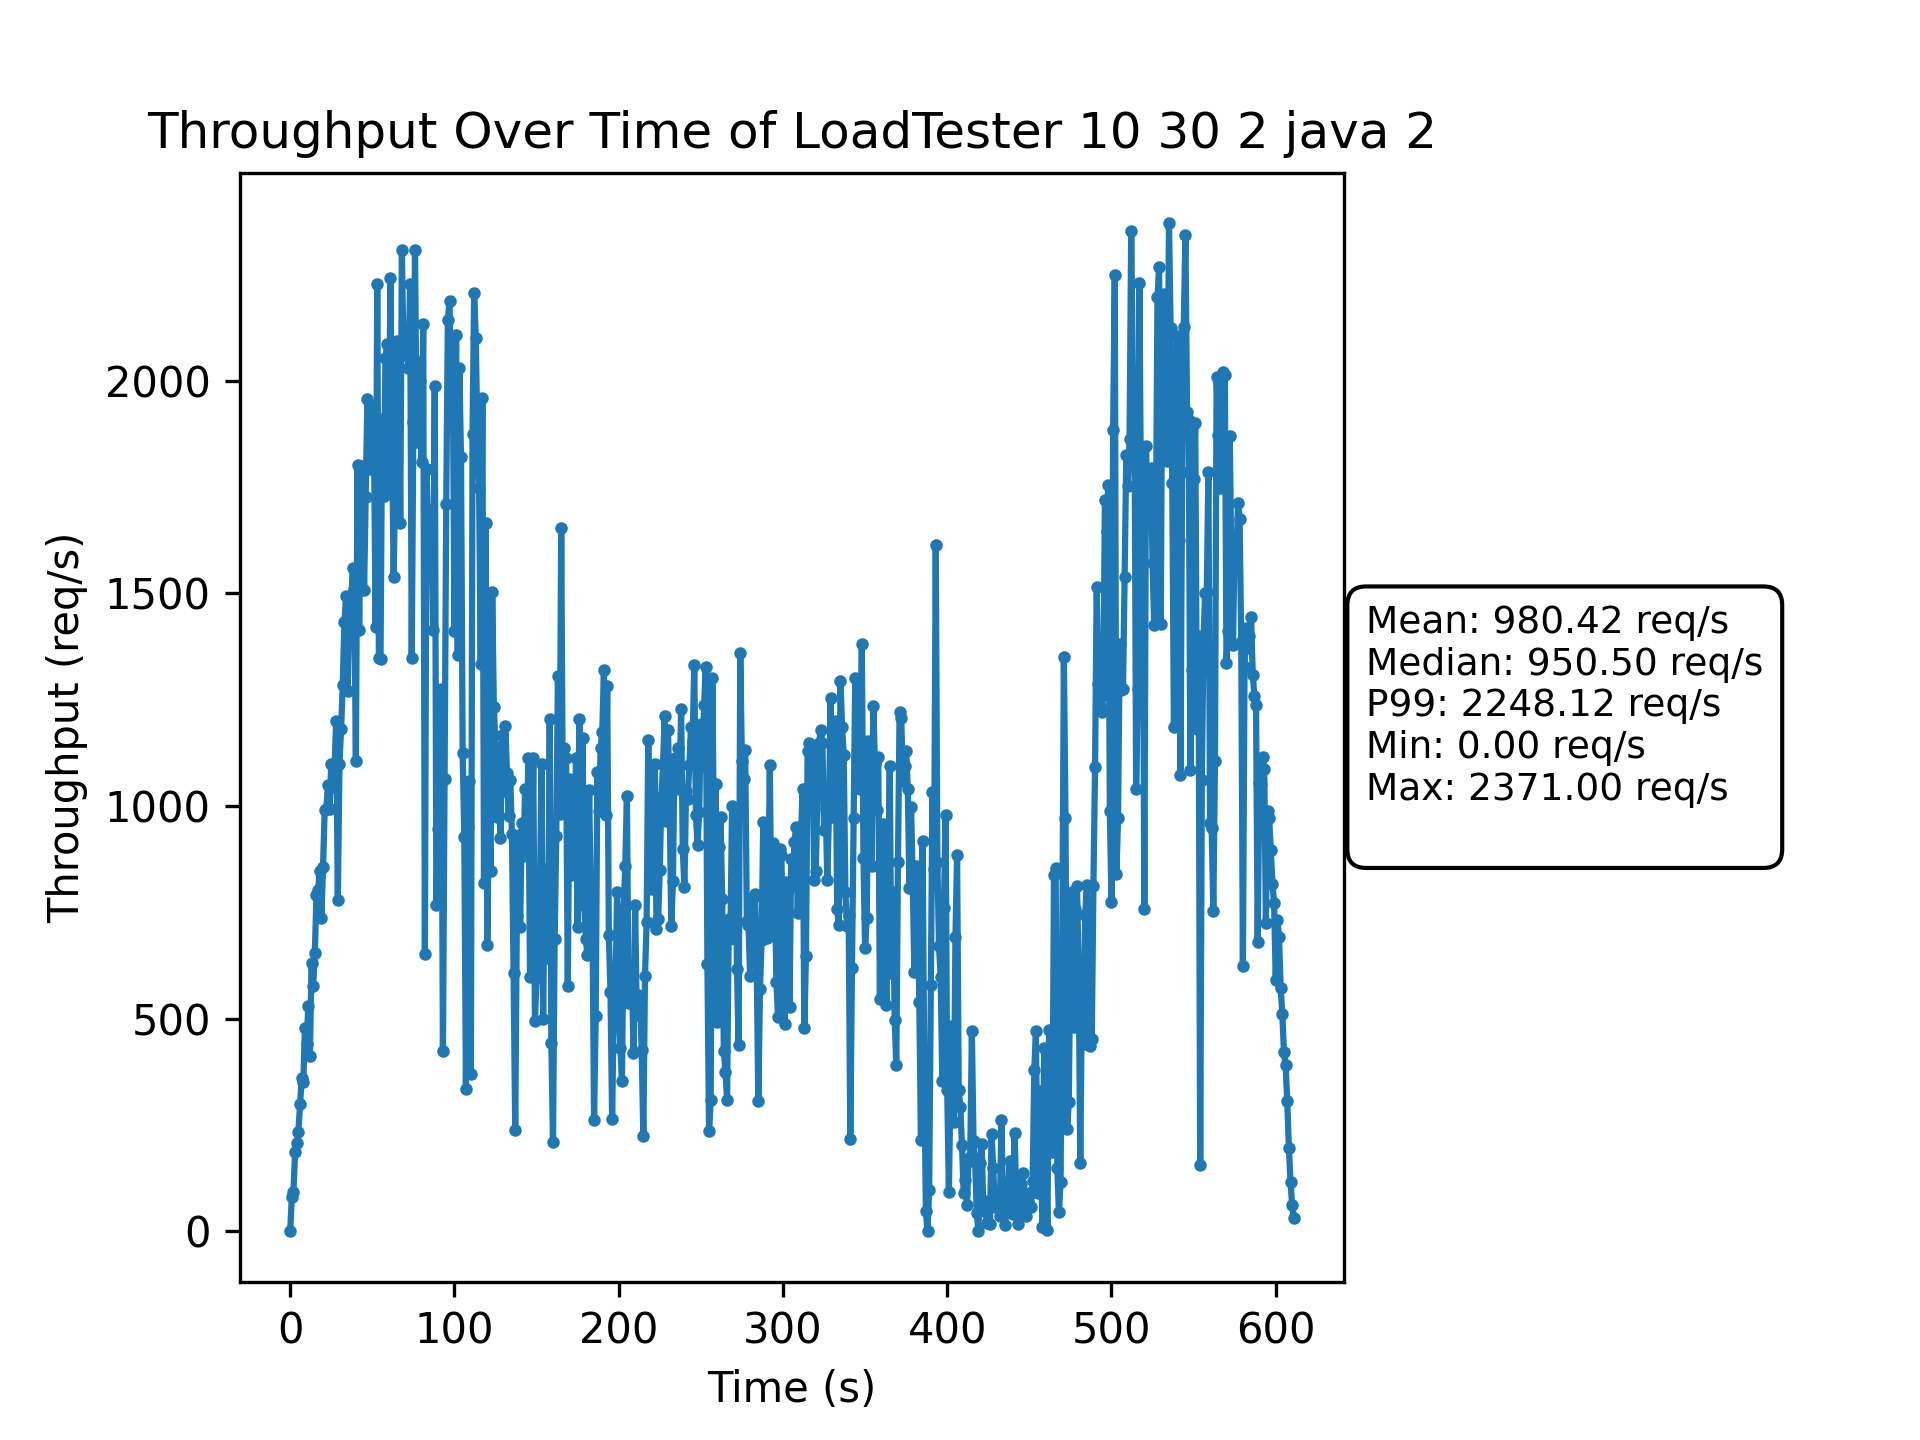 Throughput Over Time of LoadTester 10 30 2 java 2
Throughput (req/s)
2000
1500
1000
500
0
0 100 200 300 400 500 600
Time (s)
Mean: 980.42 req/s
Median: 950.50 req/s
P99: 2248.12 req/s
Min: 0.00 req/s
Max: 2371.00 req/s